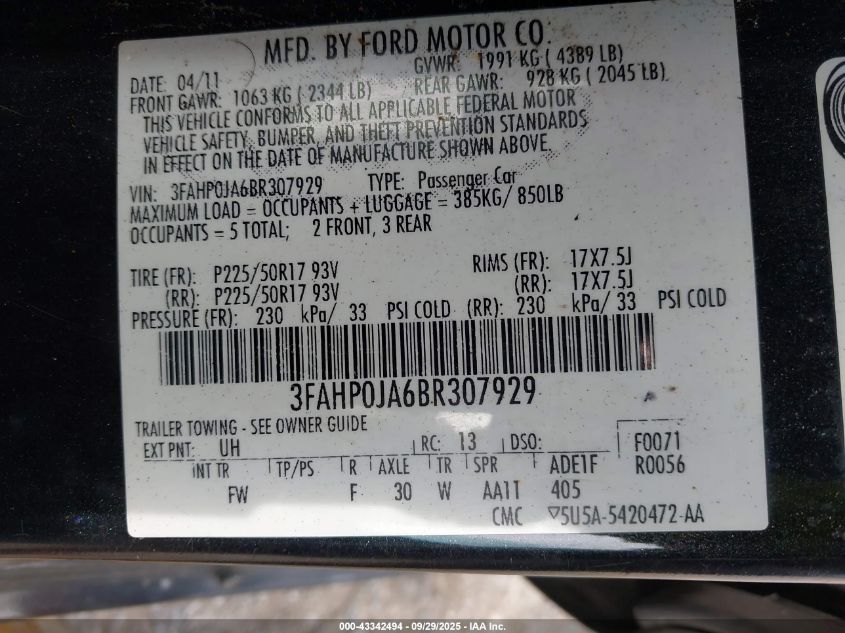 MFD. BY FORD MOTOR CO.
DATE: 04/11 GVWR: 1991 KG ( 4389 LB)
FRONT GAWR: 1063 KG ( 2344 LB) REAR GAWR: 928 KG ( 2045 LB)
THIS VEHICLE CONFORMS TO ALL APPLICABLE FEDERAL MOTOR
VEHICLE SAFETY, BUMPER, AND THEFT PREVENTION STANDARDS
IN EFFECT ON THE DATE OF MANUFACTURE SHOWN ABOVE.
VIN: 3FAHP0JA6BR307929 TYPE: Passenger Car
MAXIMUM LOAD = OCCUPANTS + LUGGAGE = 385KG/ 850LB
OCCUPANTS = 5 TOTAL; 2 FRONT, 3 REAR
TIRE (FR): P225/50R17 93V RIMS (FR): 17X7.5J
(RR): P225/50R17 93V (RR): 17X7.5J
PRESSURE (FR): 230 kPa/ 33 PSI COLD (RR): 230 kPa/ 33 PSI COLD
3FAHP0JA6BR307929
TRAILER TOWING - SEE OWNER GUIDE
EXT PNT: UH RC: 13 DSO: F0071
INT TR TP/PS R AXLE TR SPR ADE1F R0056
FW F 30 W AA11 405
CMC 5U5A-5420472-AA
000-43342494 - 09/29/2025 - IAA Inc.